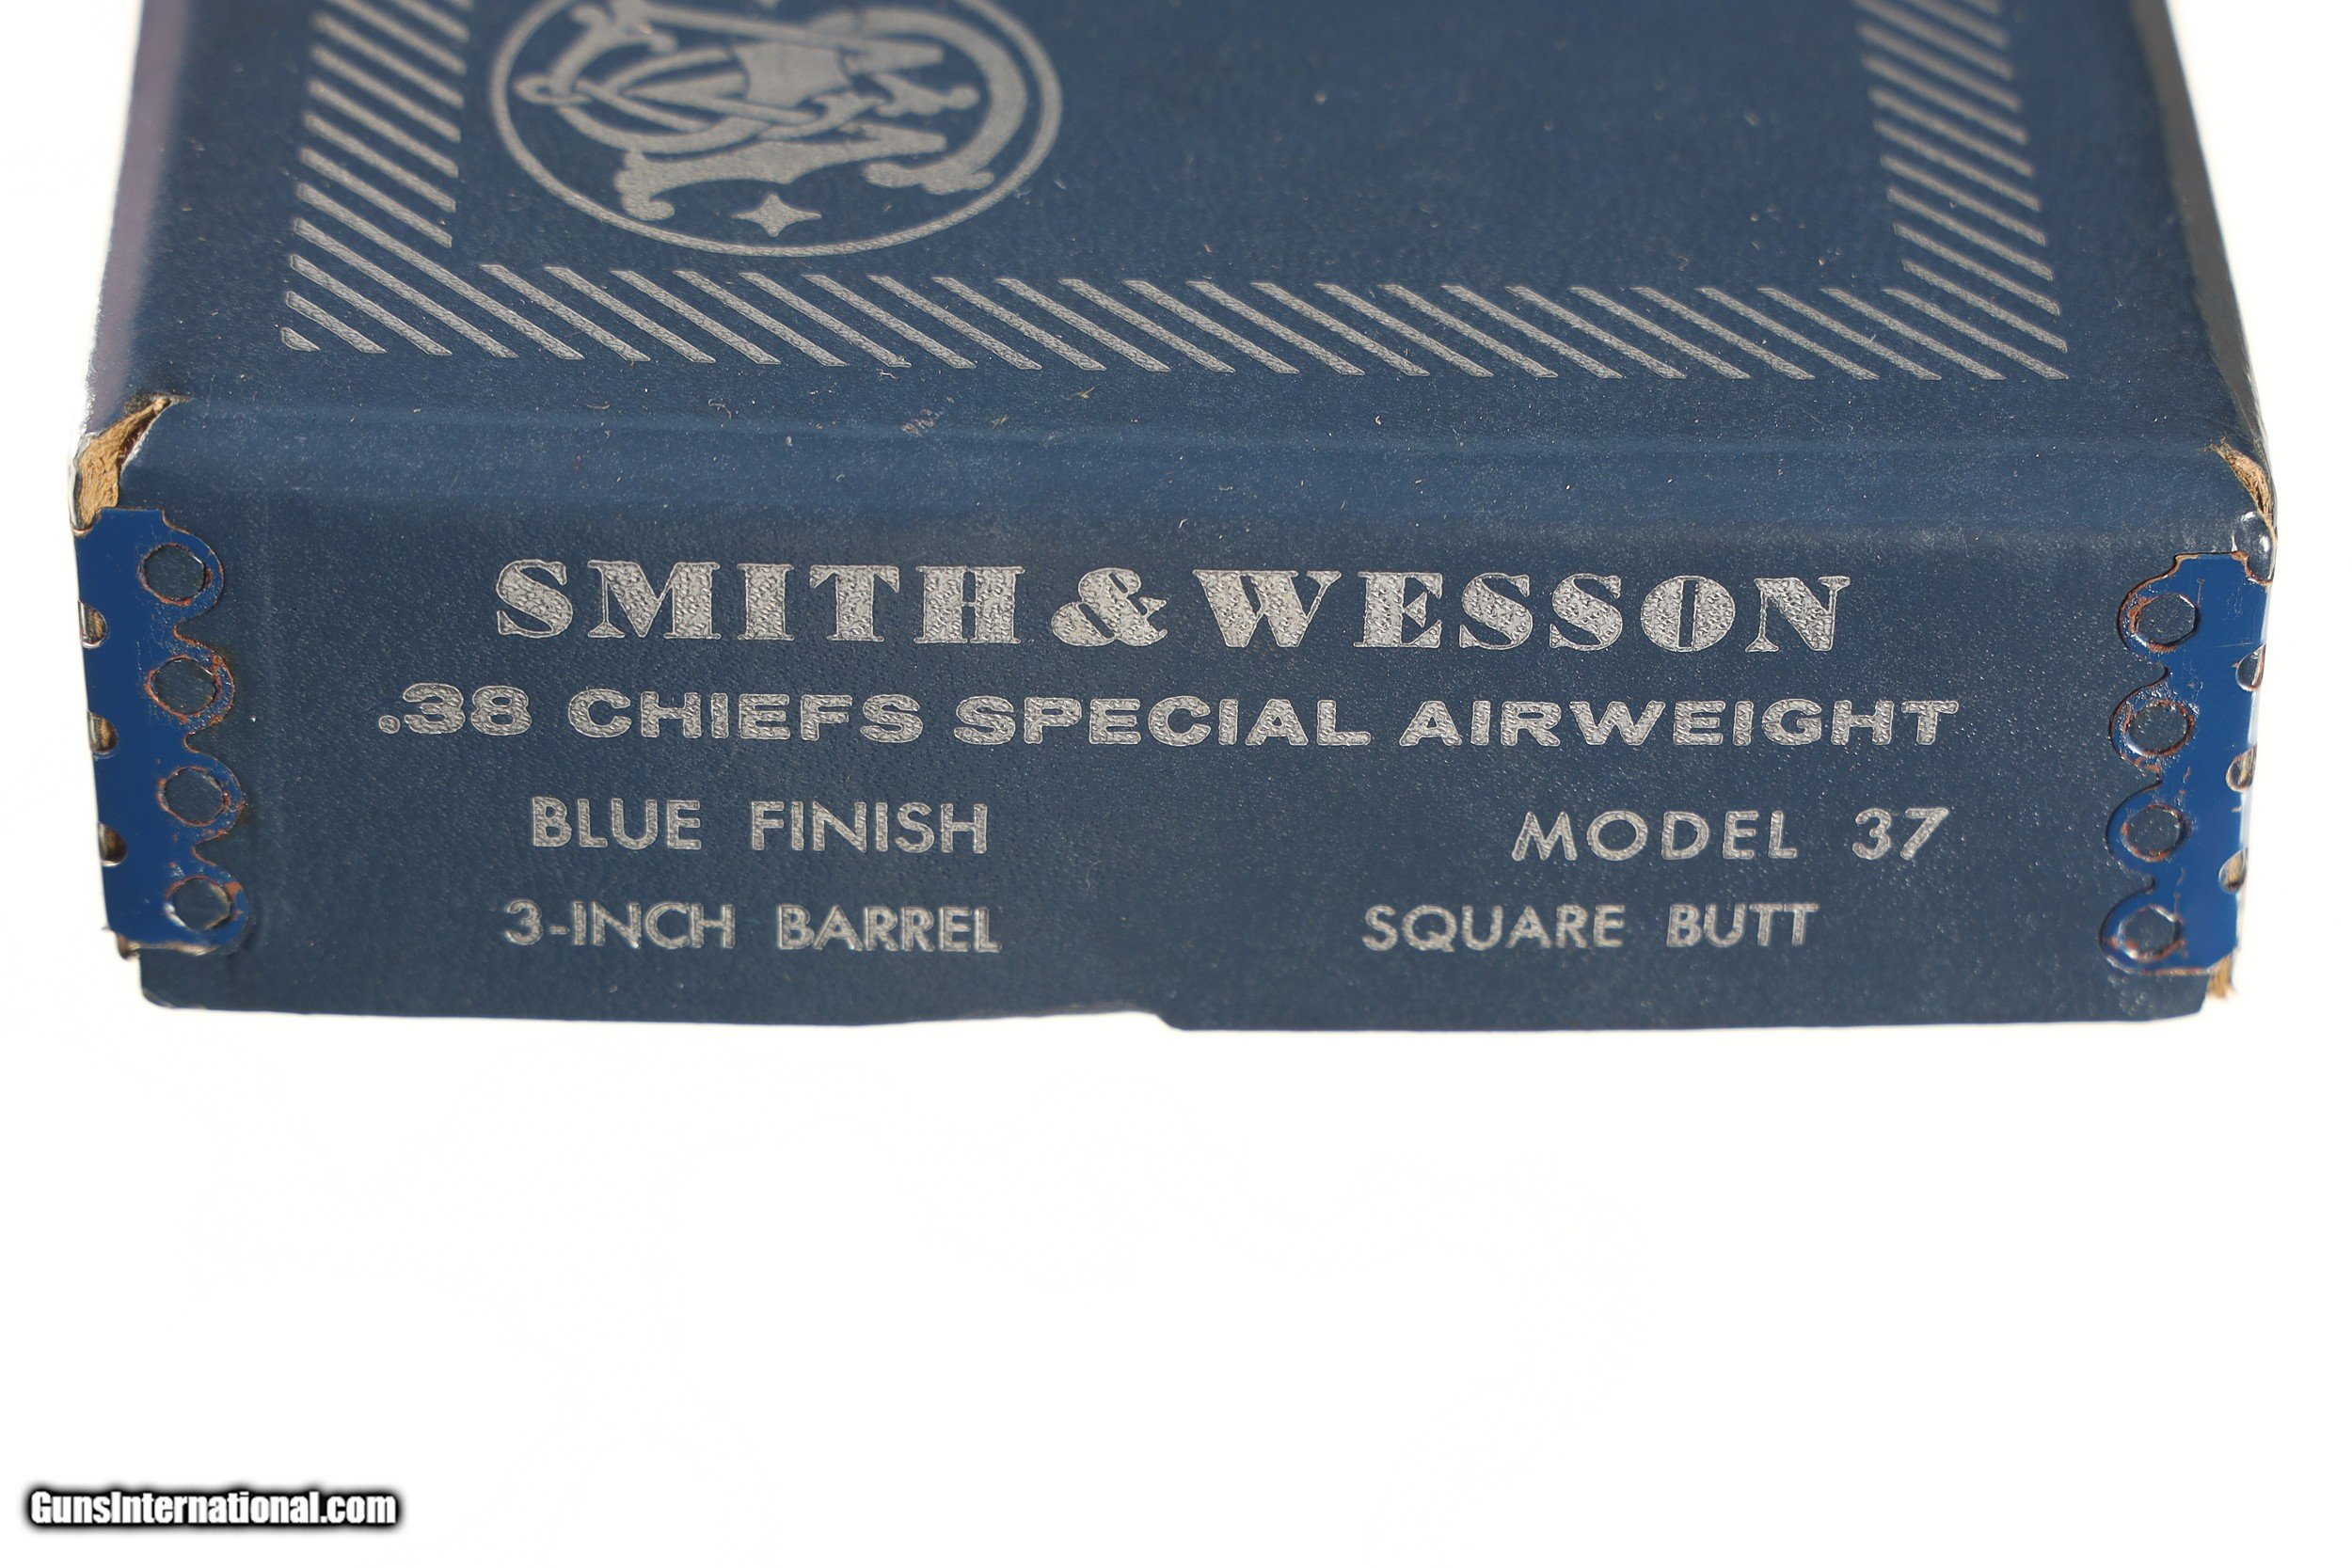 SMITH & WESSON
.38 CHIEFS SPECIAL AIRWEIGHT
BLUE FINISH MODEL 37
3-INCH BARREL SQUARE BUTT
GunsInternational.com